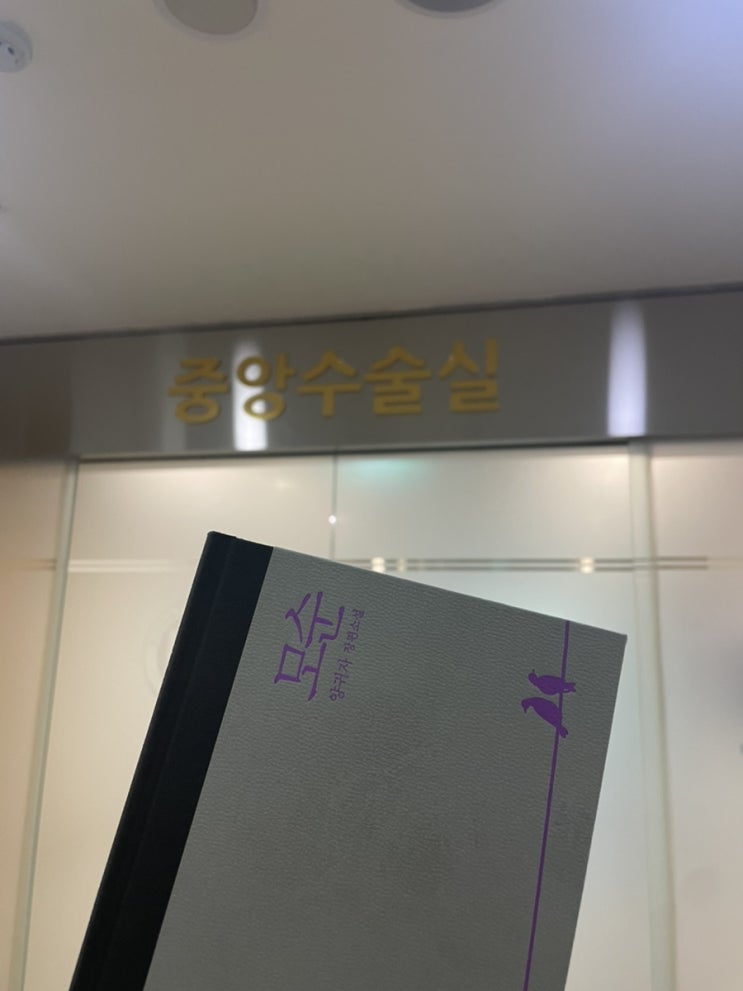 중앙수술실
모순
양귀자 장편소설